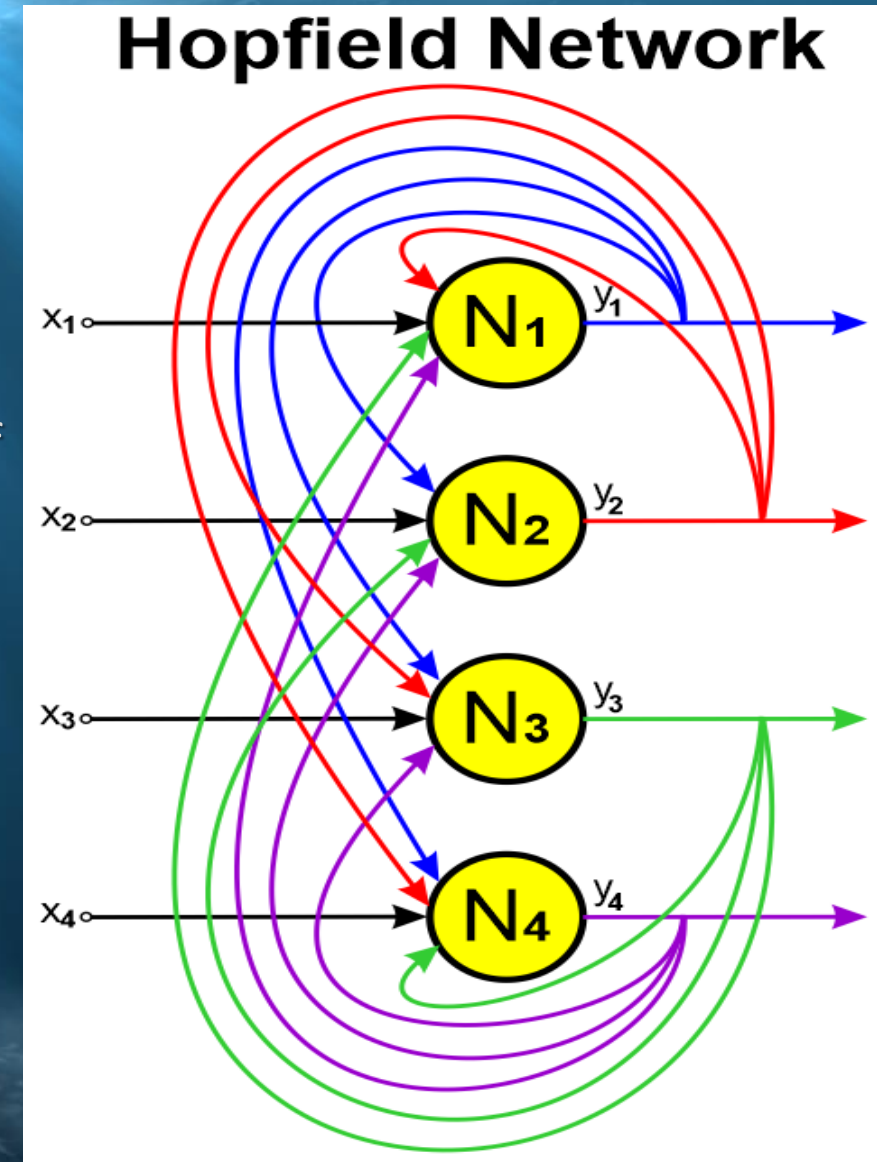 Hopfield Network
x₁ N₁ y₁
x₂ N₂ y₂
x₃ N₃ y₃
x₄ N₄ y₄